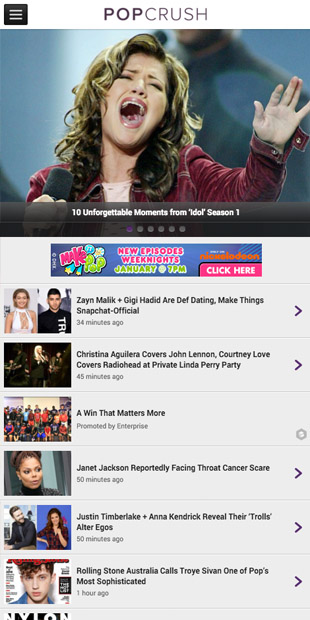 POPCRUSH
10 Unforgettable Moments from 'Idol' Season 1
MAKE IT POP
NEW EPISODES
WEEKNIGHTS
JANUARY @ 7PM
nickelodeon
CLICK HERE
Zayn Malik + Gigi Hadid Are Def Dating, Make Things
Snapchat-Official
34 minutes ago
Christina Aguilera Covers John Lennon, Courtney Love
Covers Radiohead at Private Linda Perry Party
45 minutes ago
A Win That Matters More
Promoted by Enterprise
Janet Jackson Reportedly Facing Throat Cancer Scare
50 minutes ago
Justin Timberlake + Anna Kendrick Reveal Their 'Trolls'
Alter Egos
50 minutes ago
Rolling Stone Australia Calls Troye Sivan One of Pop's
Most Sophisticated
1 hour ago
NYLON